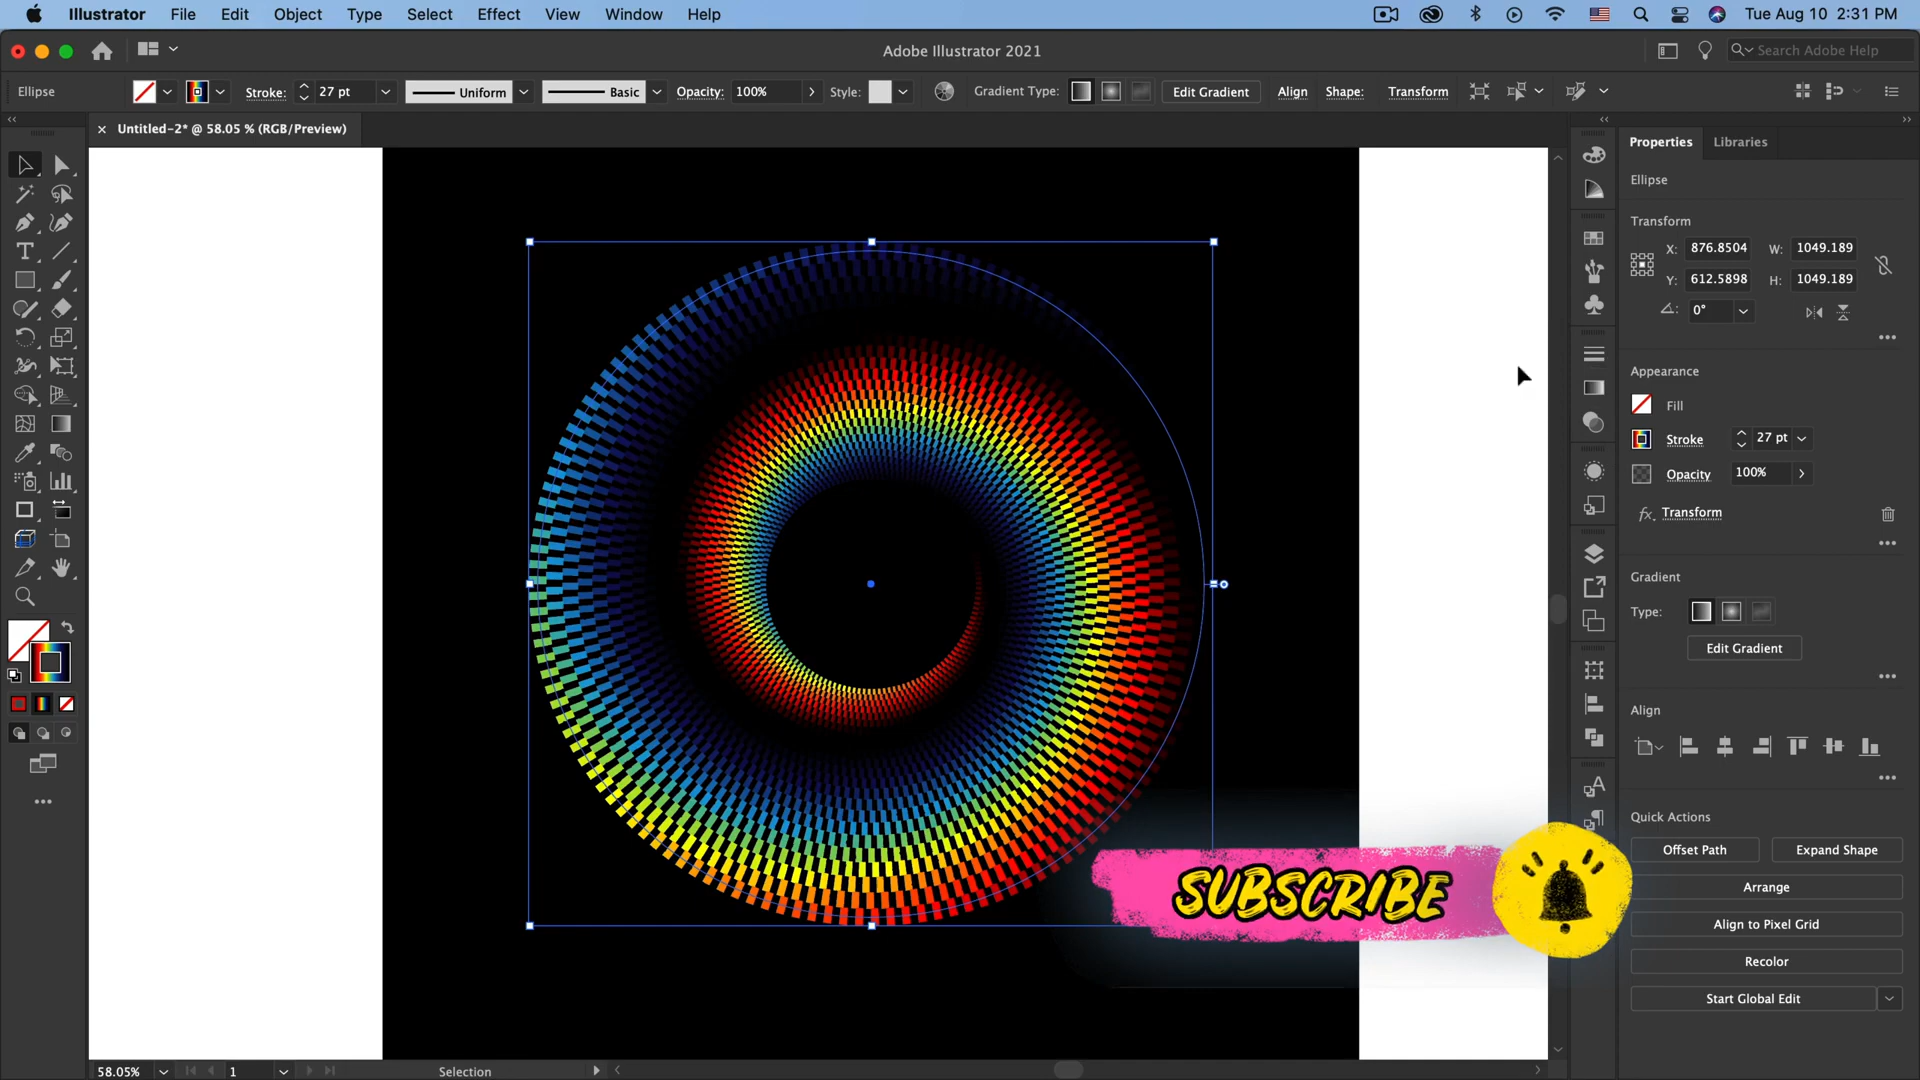 Illustrator File Edit Object Type Select Effect View Window Help Tue Aug 10 2:31 PM
Adobe Illustrator 2021 Search Adobe Help
Ellipse Stroke: 27 pt Uniform Basic Opacity: 100% Style: Gradient Type: Edit Gradient Align Shape: Transform
Untitled-2* @ 58.05 % (RGB/Preview)
Properties Libraries
Ellipse
Transform
X: 876.8504 W: 1049.189
Y: 612.5898 H: 1049.189
0°
Appearance
Fill
Stroke 27 pt
Opacity 100%
fx Transform
Gradient
Type:
Edit Gradient
Align
Quick Actions
Offset Path Expand Shape
Arrange
Align to Pixel Grid
Recolor
Start Global Edit
SUBSCRIBE
58.05% 1 Selection